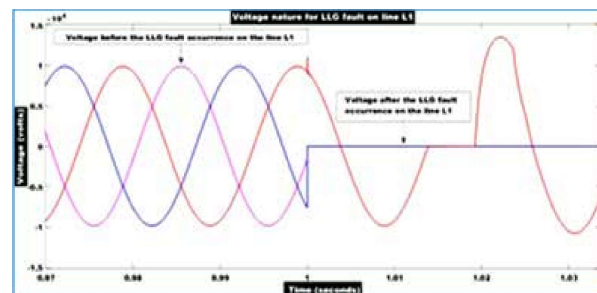 Voltage nature for LLG fault on line L1
1.5 x10⁴
Voltage before the LLG fault occurrence on the line L1
1
Voltage after the LLG fault
occurrence on the line L1
0.5
Voltage (volts)
0
-0.5
-1
-1.5
0.97 0.98 0.99 1 1.01 1.02 1.03
Time (seconds)